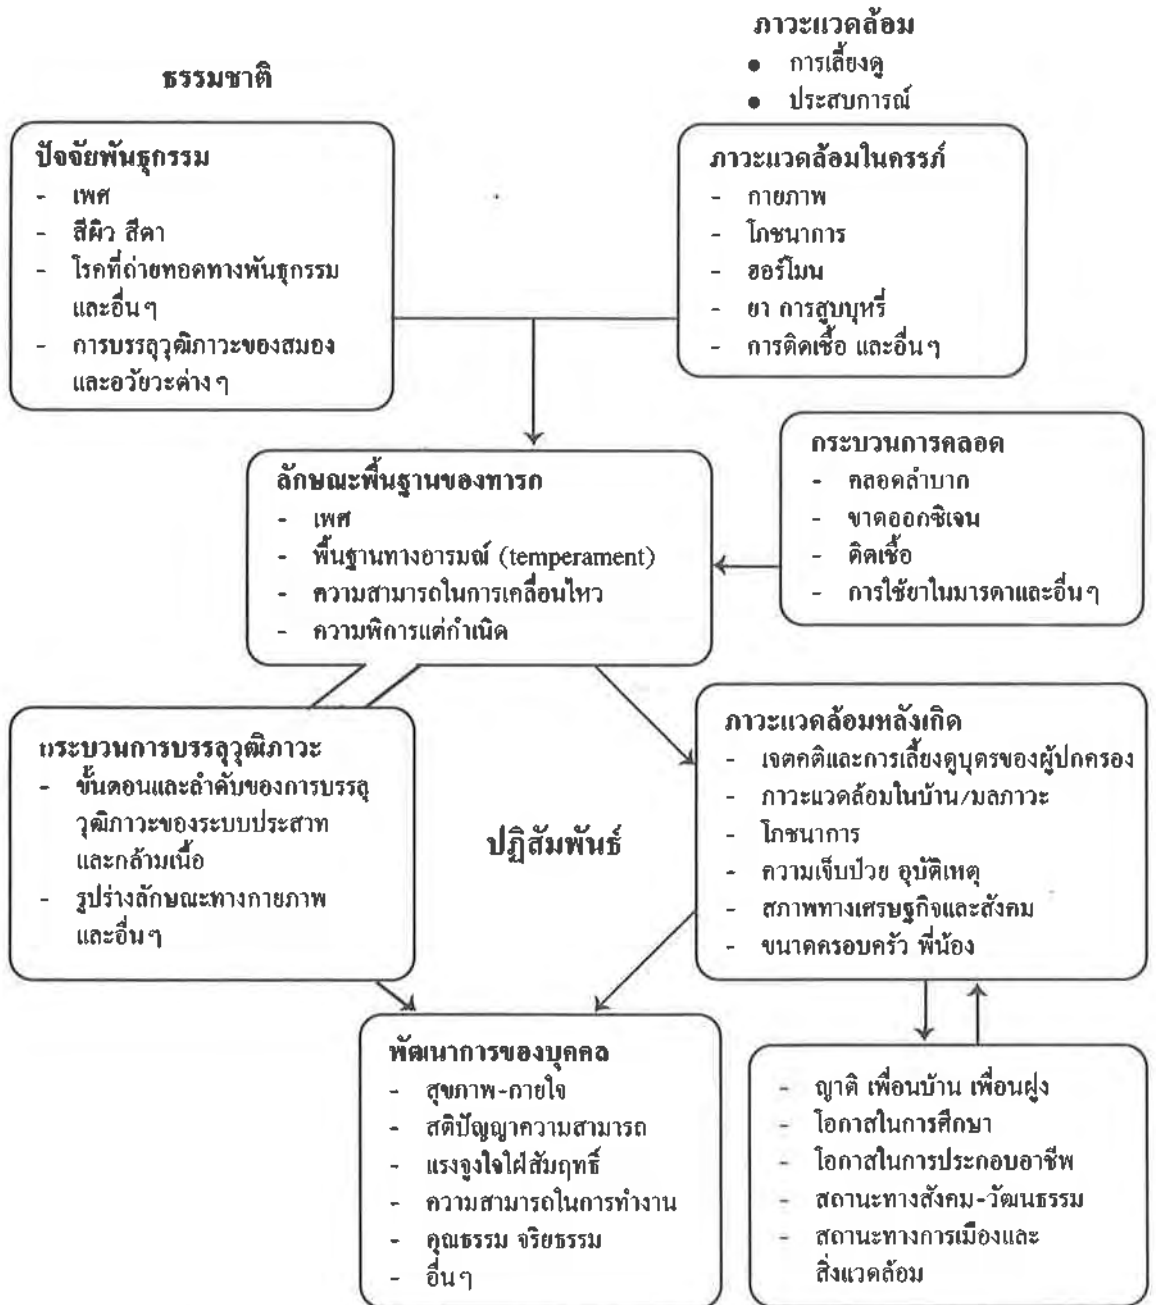 ธรรมชาติ
ภาวะแวดล้อม
● การเลี้ยงดู
● ประสบการณ์
ปัจจัยพันธุกรรม
- เพศ
- สีผิว สีตา
- โรคที่ถ่ายทอดทางพันธุกรรม
และอื่นๆ
- การบรรลุวุฒิภาวะของสมอง
และอวัยวะต่างๆ
ภาวะแวดล้อมในครรภ์
- กายภาพ
- โภชนาการ
- ฮอร์โมน
- ยา การสูบบุหรี่
- การติดเชื้อ และอื่นๆ
กระบวนการคลอด
- คลอดลำบาก
- ขาดออกซิเจน
- ติดเชื้อ
- การใช้ยาในมารดาและอื่นๆ
ลักษณะพื้นฐานของทารก
- เพศ
- พื้นฐานทางอารมณ์ (temperament)
- ความสามารถในการเคลื่อนไหว
- ความพิการแต่กำเนิด
กระบวนการบรรลุวุฒิภาวะ
- ขั้นตอนและลำดับของการบรรลุ
วุฒิภาวะของระบบประสาท
และกล้ามเนื้อ
- รูปร่างลักษณะทางกายภาพ
และอื่นๆ
ปฏิสัมพันธ์
ภาวะแวดล้อมหลังเกิด
- เจตคติและการเลี้ยงดูบุตรของผู้ปกครอง
- ภาวะแวดล้อมในบ้าน/มลภาวะ
- โภชนาการ
- ความเจ็บป่วย อุบัติเหตุ
- สภาพทางเศรษฐกิจและสังคม
- ขนาดครอบครัว พี่น้อง
พัฒนาการของบุคคล
- สุขภาพ-กายใจ
- สติปัญญาความสามารถ
- แรงจูงใจใฝ่สัมฤทธิ์
- ความสามารถในการทำงาน
- คุณธรรม จริยธรรม
- อื่นๆ
- ญาติ เพื่อนบ้าน เพื่อนฝูง
- โอกาสในการศึกษา
- โอกาสในการประกอบอาชีพ
- สถานะทางสังคม-วัฒนธรรม
- สถานะทางการเมืองและ
สิ่งแวดล้อม